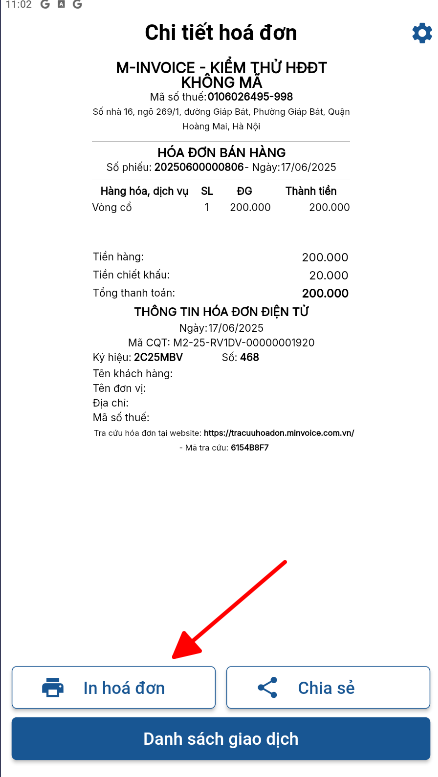 11:02
Chi tiết hoá đơn
M-INVOICE - KIỂM THỬ HĐĐT
KHÔNG MÃ
Mã số thuế:0106026495-998
Số nhà 16, ngõ 269/1, đường Giáp Bát, Phường Giáp Bát, Quận
Hoàng Mai, Hà Nội
HÓA ĐƠN BÁN HÀNG
Số phiếu: 20250600000806- Ngày:17/06/2025
Hàng hóa, dịch vụ SL ĐG Thành tiền
Vòng cổ 1 200.000 200.000
Tiền hàng: 200.000
Tiền chiết khấu: 20.000
Tổng thanh toán: 200.000
THÔNG TIN HÓA ĐƠN ĐIỆN TỬ
Ngày:17/06/2025
Mã CQT: M2-25-RV1DV-00000001920
Ký hiệu: 2C25MBV Số: 468
Tên khách hàng:
Tên đơn vị:
Địa chỉ:
Mã số thuế:
Tra cứu hóa đơn tại website: https://tracuuhoadon.minvoice.com.vn/
- Mã tra cứu: 6154B8F7
In hoá đơn
Chia sẻ
Danh sách giao dịch